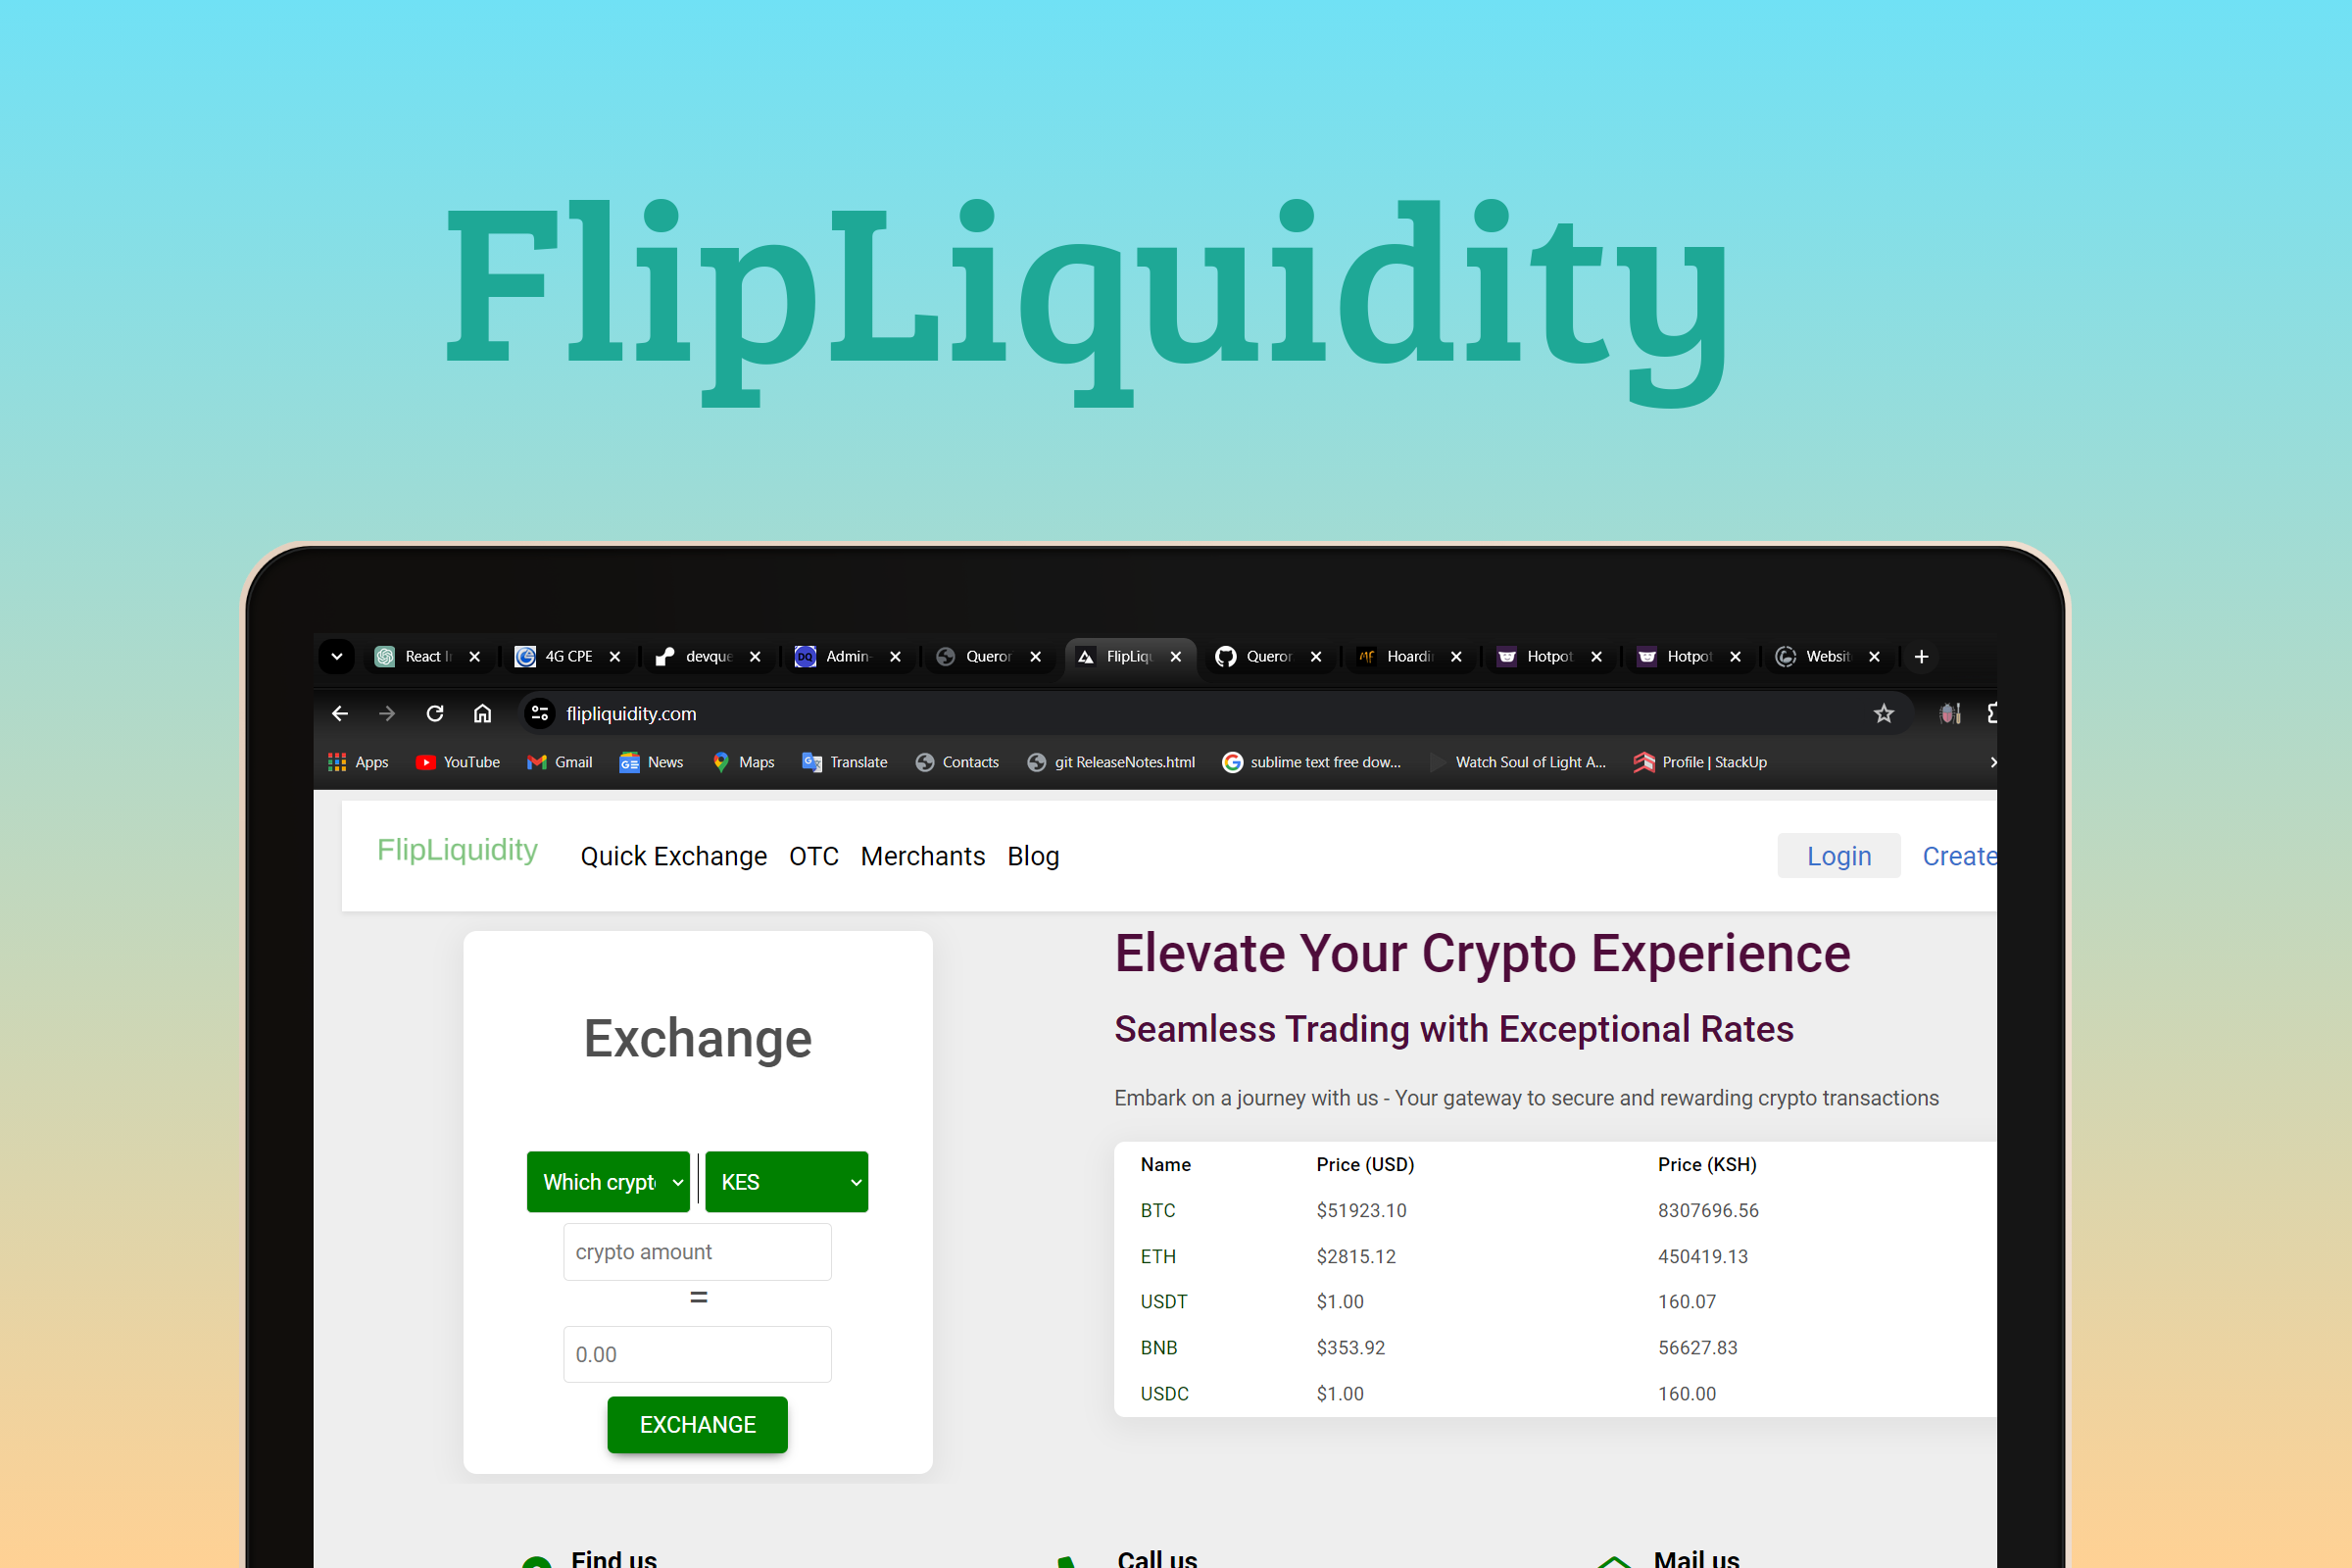 FlipLiquidity
React 4G CPE devque Admin- Queror FlipLiqu Queror Hoardi Hotpot Hotpot Websit
flipliquidity.com
Apps YouTube Gmail News Maps Translate Contacts git ReleaseNotes.html sublime text free dow... Watch Soul of Light A... Profile | StackUp
FlipLiquidity Quick Exchange OTC Merchants Blog Login Create
Elevate Your Crypto Experience
Seamless Trading with Exceptional Rates
Embark on a journey with us - Your gateway to secure and rewarding crypto transactions
Exchange
Which crypt KES
crypto amount
=
0.00
EXCHANGE
Name Price (USD) Price (KSH)
BTC $51923.10 8307696.56
ETH $2815.12 450419.13
USDT $1.00 160.07
BNB $353.92 56627.83
USDC $1.00 160.00
Find us Call us Mail us